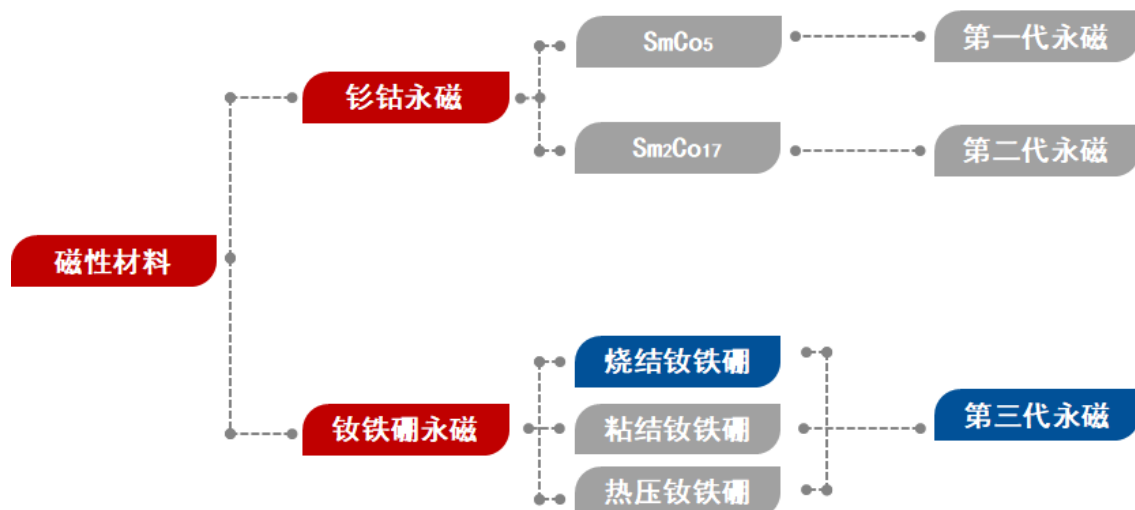 SmCo5
第一代永磁
钐钴永磁
Sm2Co17
第二代永磁
磁性材料
烧结钕铁硼
钕铁硼永磁
粘结钕铁硼
第三代永磁
热压钕铁硼